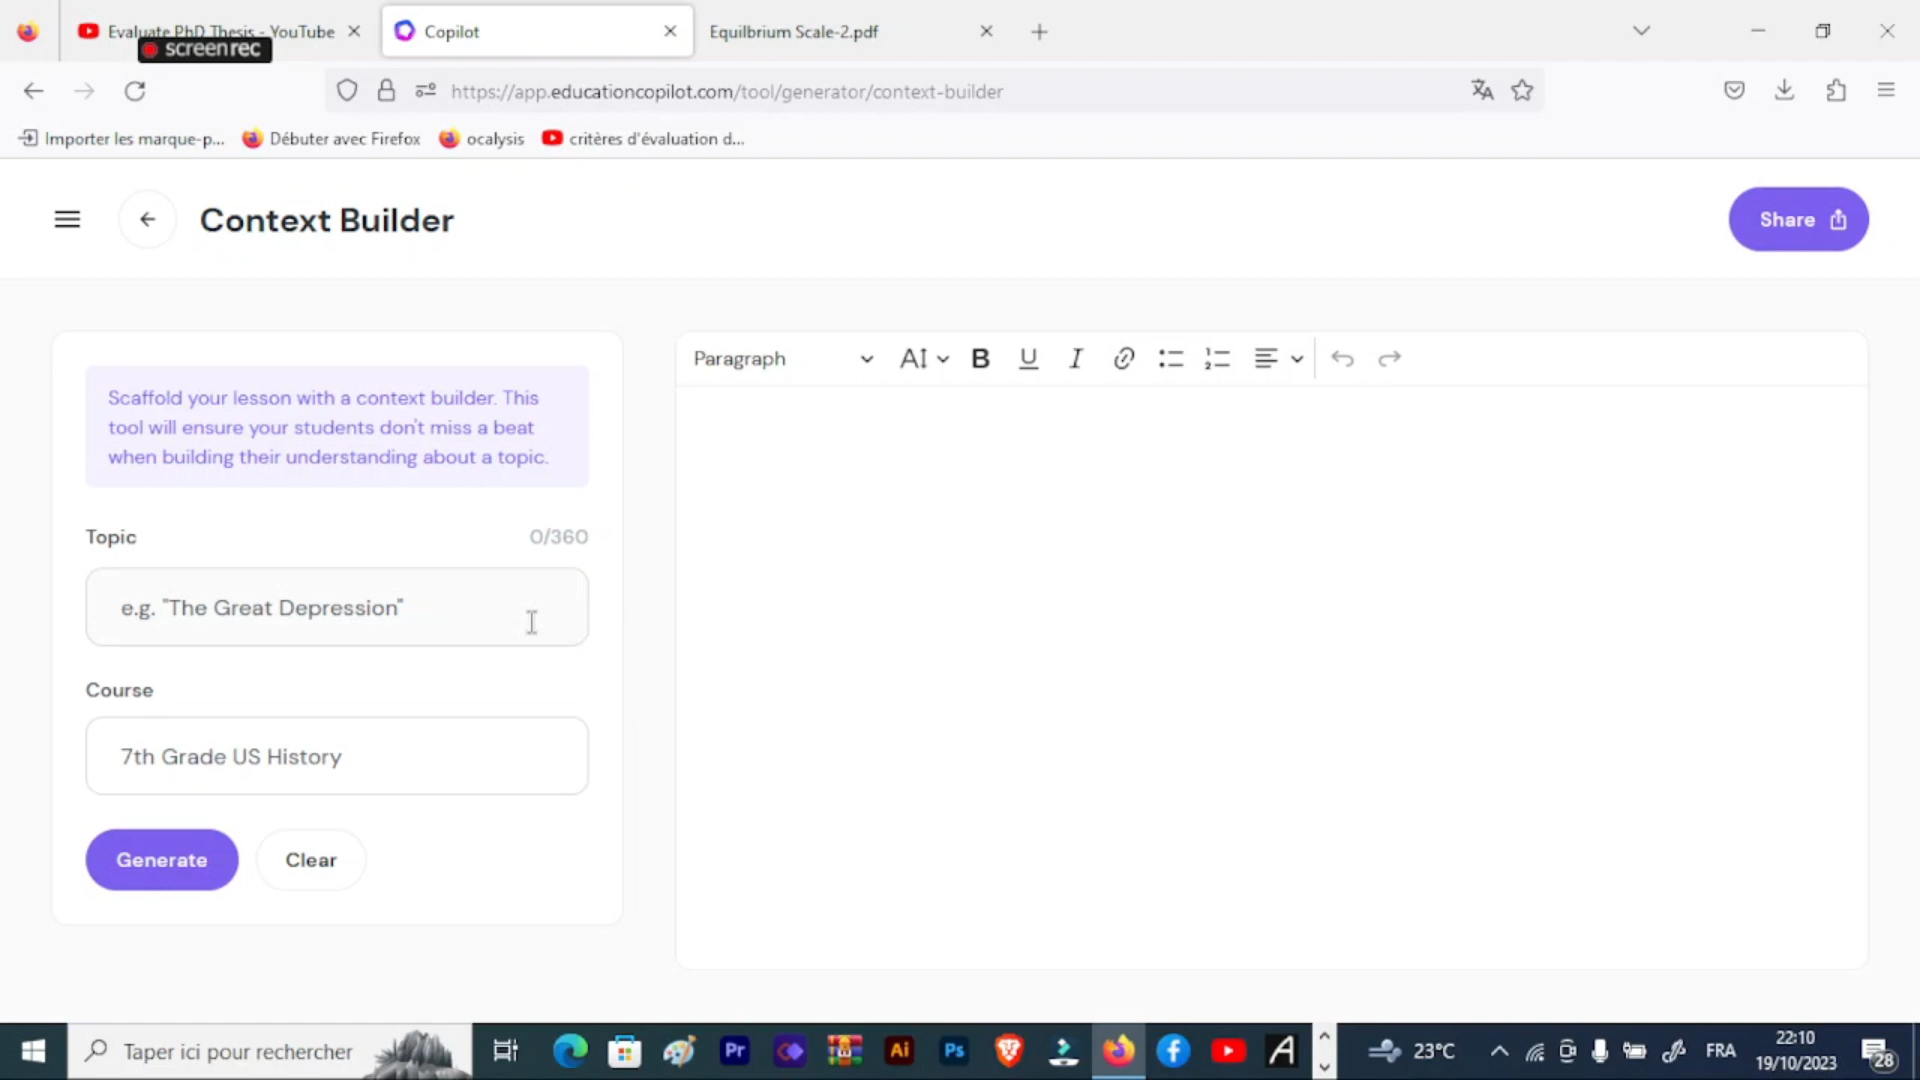 Evaluate PhD Thesis - YouTube
Copilot
Equilbrium Scale-2.pdf
screenrec
https://app.educationcopilot.com/tool/generator/context-builder
Importer les marque-p...
Débuter avec Firefox
ocalysis
critères d'évaluation d...
Context Builder
Share
Scaffold your lesson with a context builder. This
tool will ensure your students don't miss a beat
when building their understanding about a topic.
Topic
0/360
e.g. "The Great Depression"
Course
7th Grade US History
Generate
Clear
Paragraph
AI
B
U
I
Taper ici pour rechercher
Pr
Ai
Ps
A
23°C
FRA
22:10
19/10/2023
28